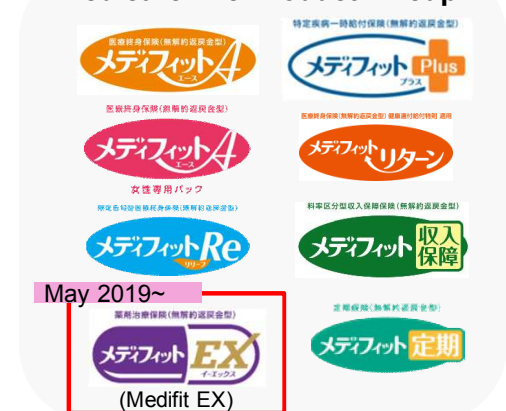 特定疾病一時給付保険(無解約返戻金型)
医療終身保険(無解約返戻金型)
メディフィットA
エース
メディフィット Plus
プラス
医療終身保険(無解約返戻金型)
メディフィットA
エース
女性専用パック
医療終身保険(無解約返戻金型) 健康還付給付特則 適用
メディフィットリターン
限定告知型医療終身保険(無解約返戻金型)
メディフィットRe
リリーフ
料率区分型収入保障保険(無解約返戻金型)
メディフィット 収入保障
May 2019~
薬剤治療保険(無解約返戻金型)
メディフィット EX
イーエックス
(Medifit EX)
定期保険(無解約返戻金型)
メディフィット 定期